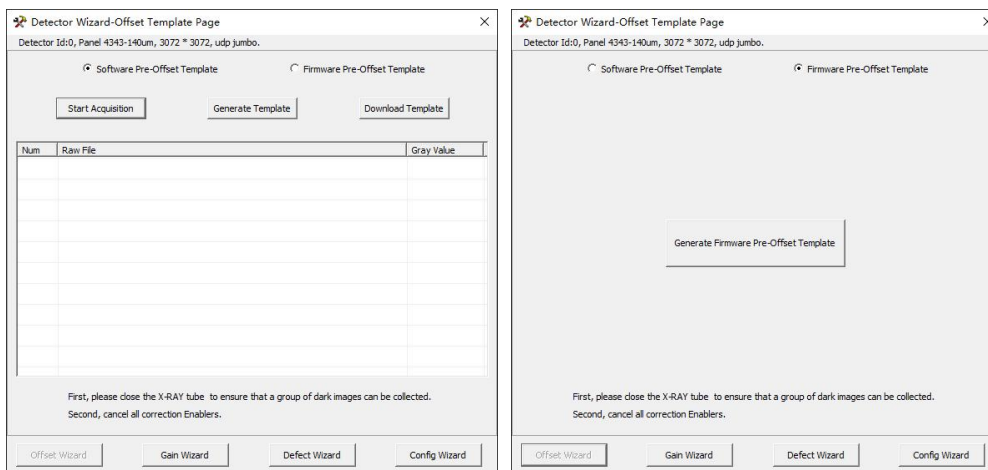 Detector Wizard-Offset Template Page
Detector Id:0, Panel 4343-140um, 3072 * 3072, udp jumbo.
Software Pre-Offset Template Firmware Pre-Offset Template
Start Acquisition Generate Template Download Template
Num Raw File Gray Value
First, please close the X-RAY tube to ensure that a group of dark images can be collected.
Second, cancel all correction Enablers.
Offset Wizard Gain Wizard Defect Wizard Config Wizard
Detector Wizard-Offset Template Page
Detector Id:0, Panel 4343-140um, 3072 * 3072, udp jumbo.
Software Pre-Offset Template Firmware Pre-Offset Template
Generate Firmware Pre-Offset Template
First, please close the X-RAY tube to ensure that a group of dark images can be collected.
Second, cancel all correction Enablers.
Offset Wizard Gain Wizard Defect Wizard Config Wizard